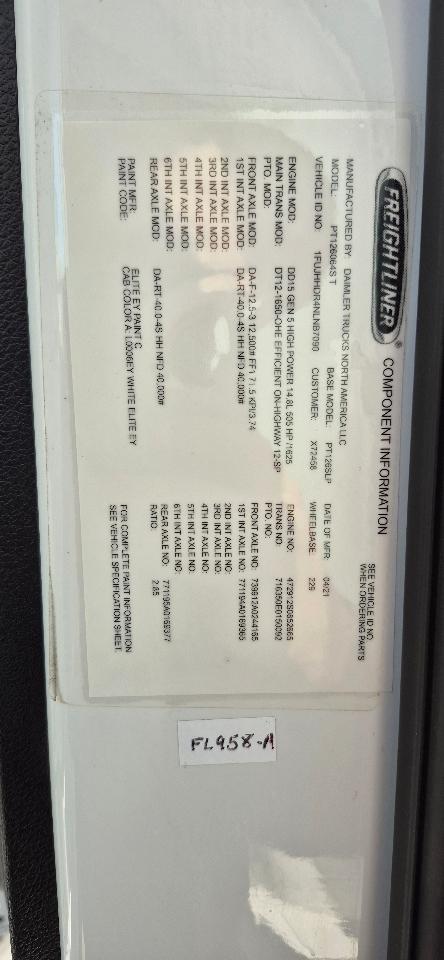 FREIGHTLINER®
COMPONENT INFORMATION
SEE VEHICLE ID NO.
WHEN ORDERING PARTS
MANUFACTURED BY: DAIMLER TRUCKS NORTH AMERICA LLC
MODEL: PT126064S T BASE MODEL: PT126SLP DATE OF MFR: 04/21
VEHICLE ID NO: 1FUJHHDR4NLNB7090 CUSTOMER: X72458 WHEELBASE: 229
ENGINE MOD: DD15 GEN 5 HIGH POWER 14.8L 505 HP /1625 ENGINE NO: 472912S0852665
MAIN TRANS MOD: DT12-1650-OHE EFFICIENT ON-HIGHWAY 12-SP TRANS NO: 716350E0150092
PTO. MOD: PTO. NO:
FRONT AXLE MOD: DA-F-12.5-3 12,500# FF1 71.5 KPI/3.74 FRONT AXLE NO: 739612A0244165
1ST INT AXLE MOD: DA-RT-40.0-4S HH NFD 40,000# 1ST INT AXLE NO: 771194A0169365
2ND INT AXLE MOD: 2ND INT AXLE NO:
3RD INT AXLE MOD: 3RD INT AXLE NO:
4TH INT AXLE MOD: 4TH INT AXLE NO:
5TH INT AXLE MOD: 5TH INT AXLE NO:
6TH INT AXLE MOD: 6TH INT AXLE NO:
REAR AXLE MOD: DA-RT-40.0-4S HH NFD 40,000# REAR AXLE NO: 771195A0169377
RATIO: 2.85
PAINT MFR: ELITE EY PAINT C FOR COMPLETE PAINT INFORMATION
PAINT CODE: CAB COLOR A: L0006EY WHITE ELITE EY SEE VEHICLE SPECIFICATION SHEET.
FL958-A